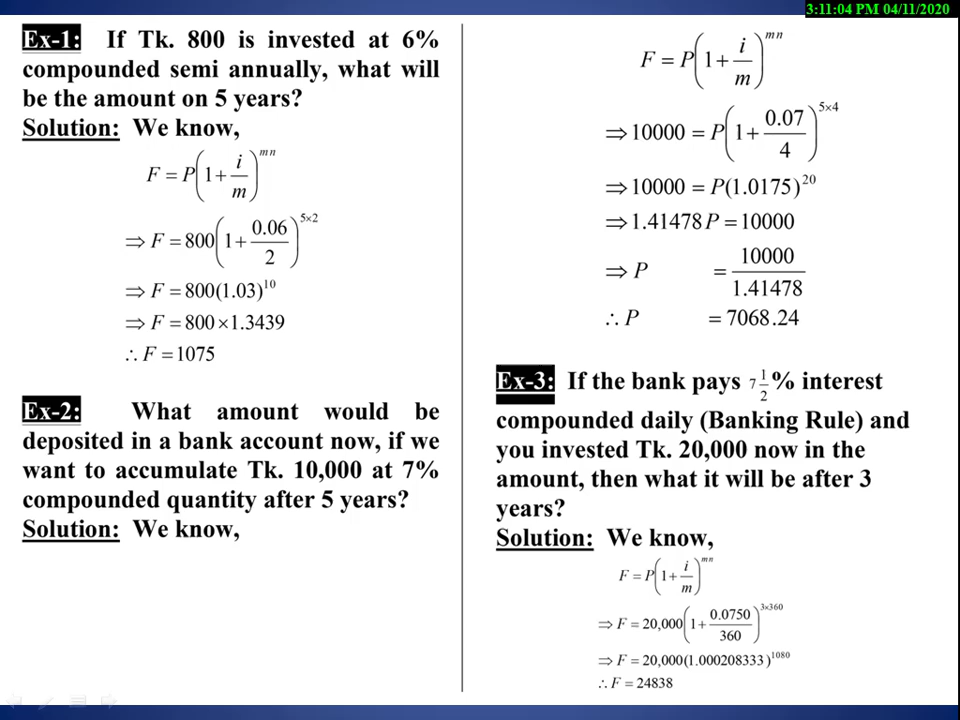 3:11:04 PM 04/11/2020
Ex-1: If Tk. 800 is invested at 6%
compounded semi annually, what will
be the amount on 5 years?
Solution: We know,
F = P(1 + i/m)^mn
⇒ F = 800(1 + 0.06/2)^5×2
⇒ F = 800(1.03)^10
⇒ F = 800 × 1.3439
∴ F = 1075
Ex-2: What amount would be
deposited in a bank account now, if we
want to accumulate Tk. 10,000 at 7%
compounded quantity after 5 years?
Solution: We know,
F = P(1 + i/m)^mn
⇒ 10000 = P(1 + 0.07/4)^5×4
⇒ 10000 = P(1.0175)^20
⇒ 1.41478 P = 10000
⇒ P = 10000/1.41478
∴ P = 7068.24
Ex-3: If the bank pays 7 1/2 % interest
compounded daily (Banking Rule) and
you invested Tk. 20,000 now in the
amount, then what it will be after 3
years?
Solution: We know,
F = P(1 + i/m)^mn
⇒ F = 20,000(1 + 0.0750/360)^3×360
⇒ F = 20,000(1.000208333)^1080
∴ F = 24838